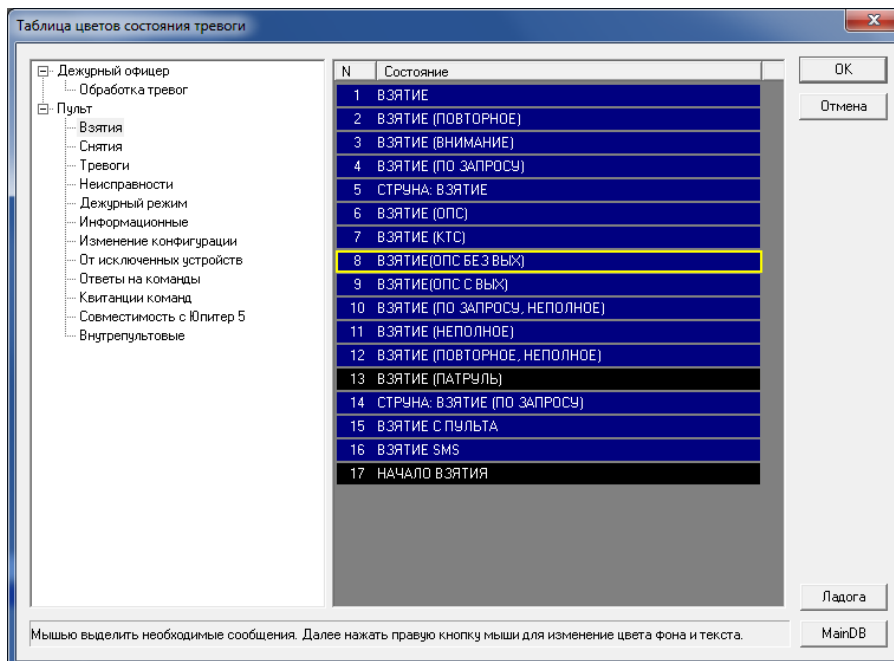 Таблица цветов состояния тревоги
Дежурный офицер
Обработка тревог
Пульт
Взятия
Снятия
Тревоги
Неисправности
Дежурный режим
Информационные
Изменение конфигурации
От исключенных устройств
Ответы на команды
Квитанции команд
Совместимость с Юпитер 5
Внутрепультовые
N Состояние
1 ВЗЯТИЕ
2 ВЗЯТИЕ (ПОВТОРНОЕ)
3 ВЗЯТИЕ (ВНИМАНИЕ)
4 ВЗЯТИЕ (ПО ЗАПРОСУ)
5 СТРУНА: ВЗЯТИЕ
6 ВЗЯТИЕ (ОПС)
7 ВЗЯТИЕ (КТС)
8 ВЗЯТИЕ(ОПС БЕЗ ВЫХ)
9 ВЗЯТИЕ(ОПС С ВЫХ)
10 ВЗЯТИЕ (ПО ЗАПРОСУ, НЕПОЛНОЕ)
11 ВЗЯТИЕ (НЕПОЛНОЕ)
12 ВЗЯТИЕ (ПОВТОРНОЕ, НЕПОЛНОЕ)
13 ВЗЯТИЕ (ПАТРУЛЬ)
14 СТРУНА: ВЗЯТИЕ (ПО ЗАПРОСУ)
15 ВЗЯТИЕ С ПУЛЬТА
16 ВЗЯТИЕ SMS
17 НАЧАЛО ВЗЯТИЯ
OK
Отмена
Ладога
MainDB
Мышью выделить необходимые сообщения. Далее нажать правую кнопку мыши для изменение цвета фона и текста.